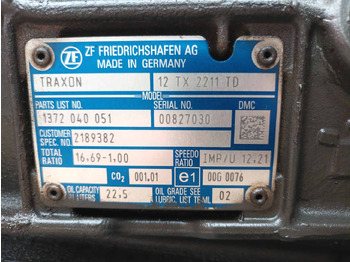 ZF FRIEDRICHSHAFEN AG
MADE IN GERMANY
TRAXON 12 TX 2211 TD
MODEL
PARTS LIST NO. SERIAL NO. DMC
1372 040 051 00827030
CUSTOMER SPEC. NO. 2189382
TOTAL RATIO 16.69-1.00 SPEEDO RATIO IMP/U 12.21
CO2 001.01 e1 00G 0076
OIL CAPACITY LITERS 22.5 OIL GRADE SEE LUBRIC. LIST TE-ML 02